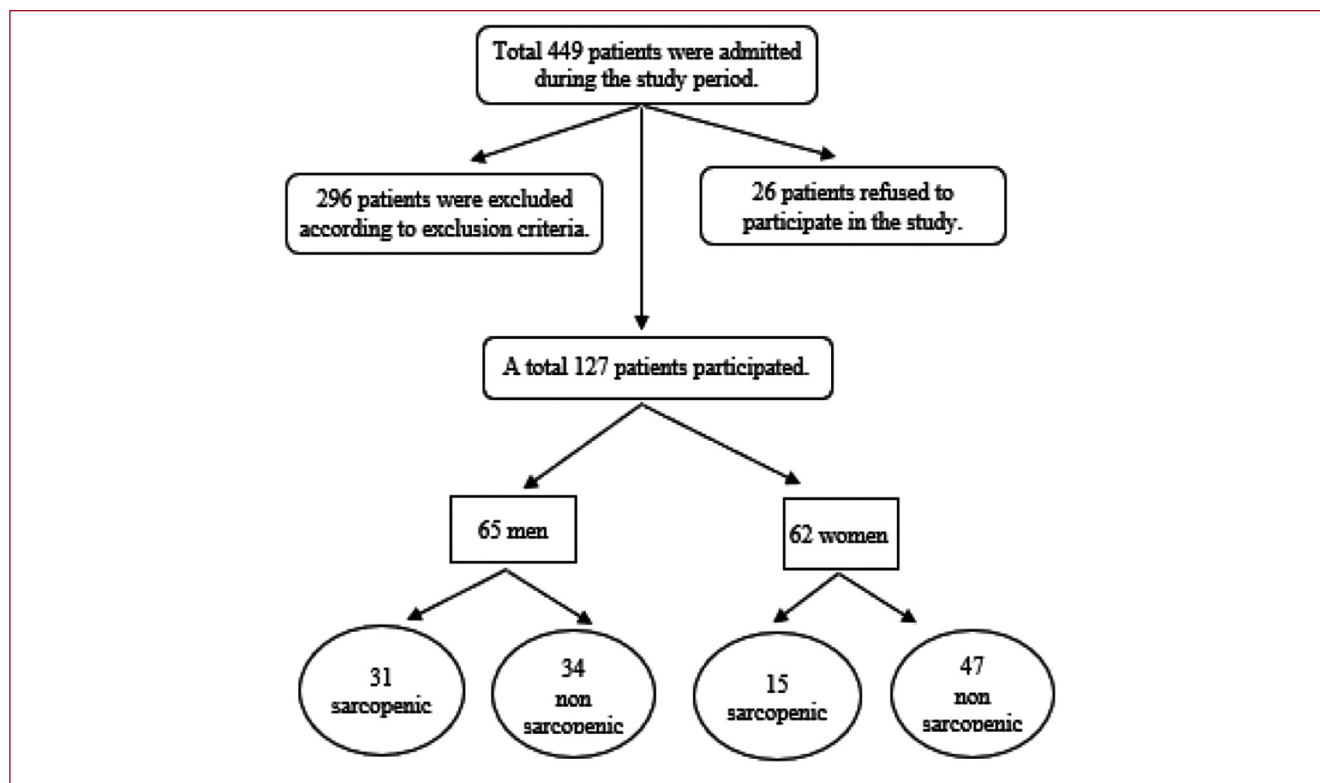 Total 449 patients were admitted
during the study period.
296 patients were excluded
according to exclusion criteria.
26 patients refused to
participate in the study.
A total 127 patients participated.
65 men
62 women
31
sarcopenic
34
non
sarcopenic
15
sarcopenic
47
non
sarcopenic